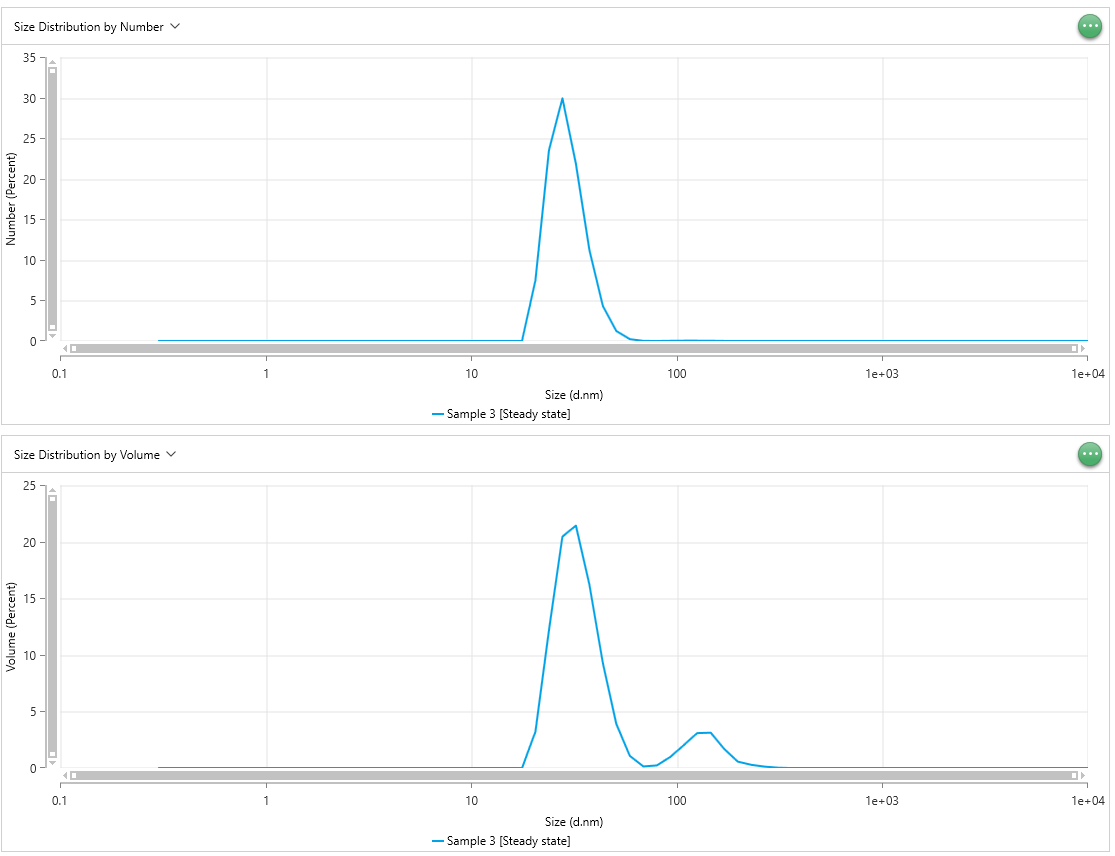 Size Distribution by Number
35
30
25
20
15
10
5
0
Number (Percent)
0.1 1 10 100 1e+03 1e+04
Size (d.nm)
Sample 3 [Steady state]
Size Distribution by Volume
25
20
15
10
5
0
Volume (Percent)
0.1 1 10 100 1e+03 1e+04
Size (d.nm)
Sample 3 [Steady state]